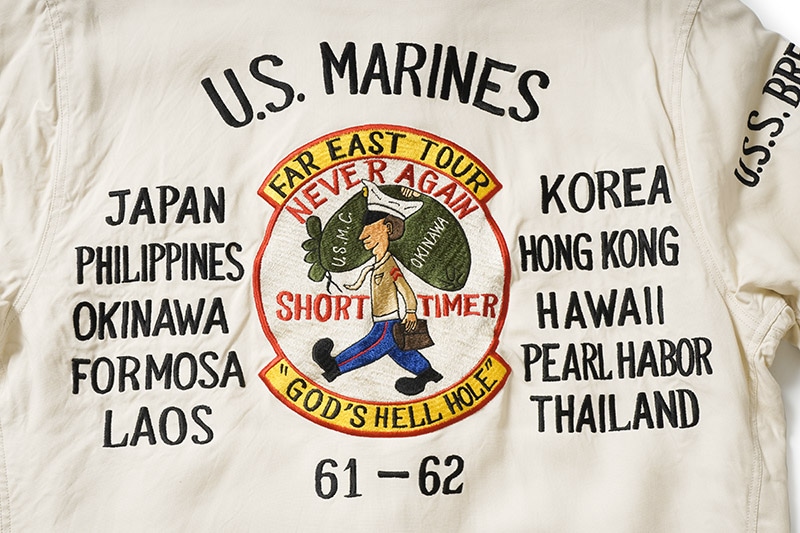 U.S. MARINES
FAR EAST TOUR
NEVER AGAIN
U.S.M.C.
OKINAWA
SHORT TIMER
"GOD'S HELL HOLE"
JAPAN
PHILIPPINES
OKINAWA
FORMOSA
LAOS
KOREA
HONG KONG
HAWAII
PEARL HABOR
THAILAND
61-62
U.S.S.